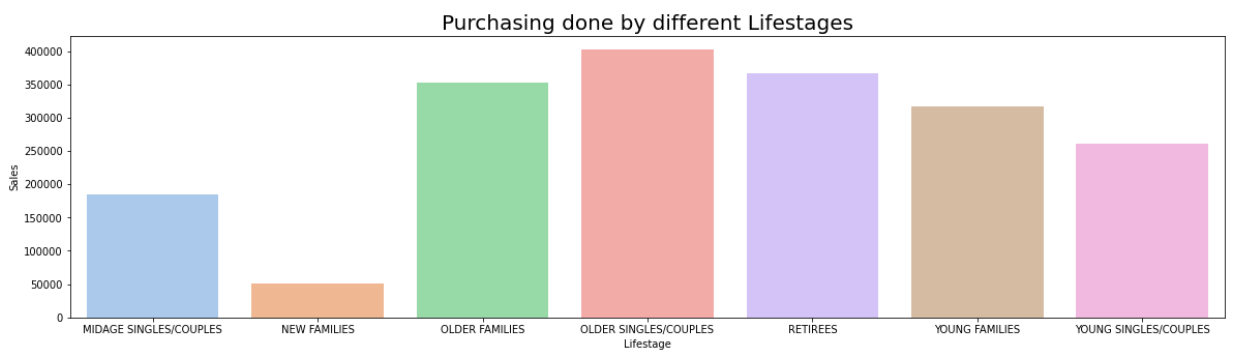 Purchasing done by different Lifestages
400000
350000
300000
250000
200000
150000
100000
50000
0
Sales
MIDAGE SINGLES/COUPLES NEW FAMILIES OLDER FAMILIES OLDER SINGLES/COUPLES RETIREES YOUNG FAMILIES YOUNG SINGLES/COUPLES
Lifestage